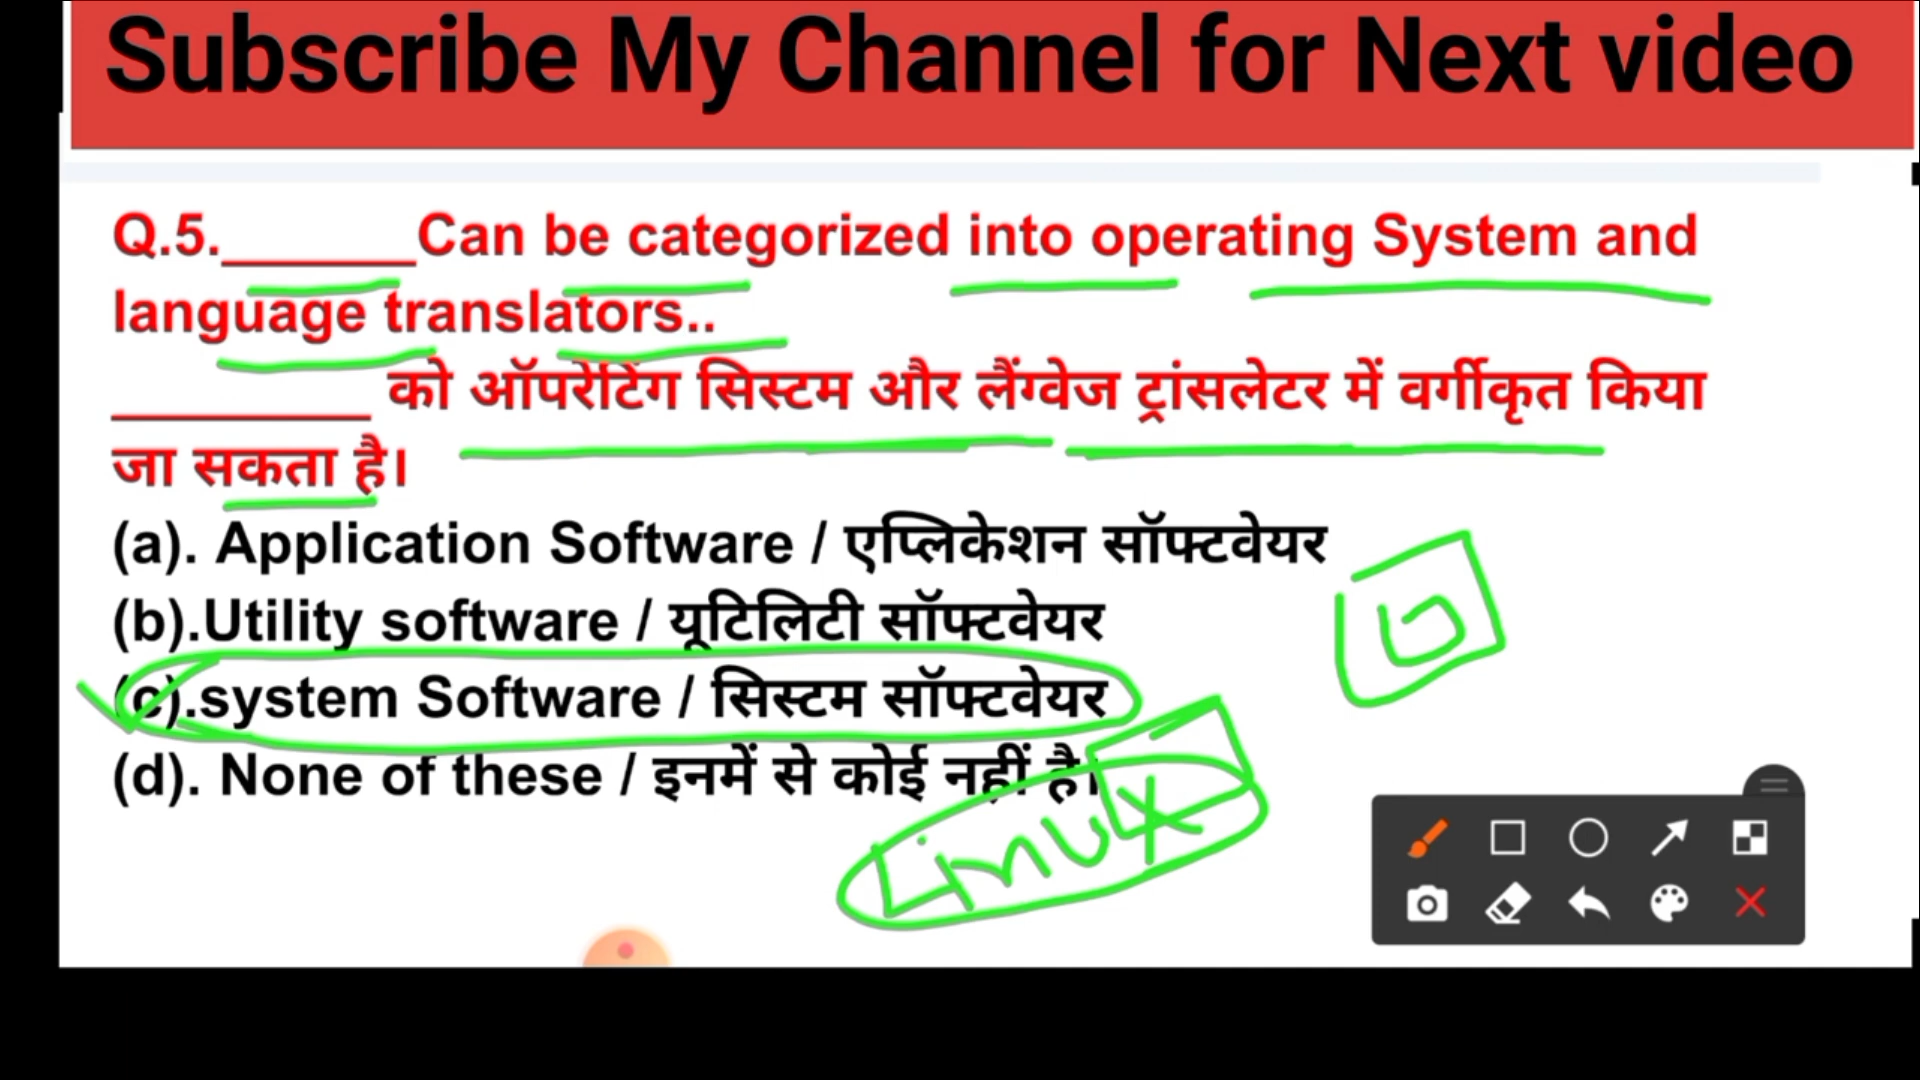 Subscribe My Channel for Next video
Q.5.______Can be categorized into operating System and
language translators..
________ को ऑपरेटिंग सिस्टम और लैंग्वेज ट्रांसलेटर में वर्गीकृत किया
जा सकता है।
(a). Application Software / एप्लिकेशन सॉफ्टवेयर
(b).Utility software / यूटिलिटी सॉफ्टवेयर
(c).system Software / सिस्टम सॉफ्टवेयर
(d). None of these / इनमें से कोई नहीं है।
Linux